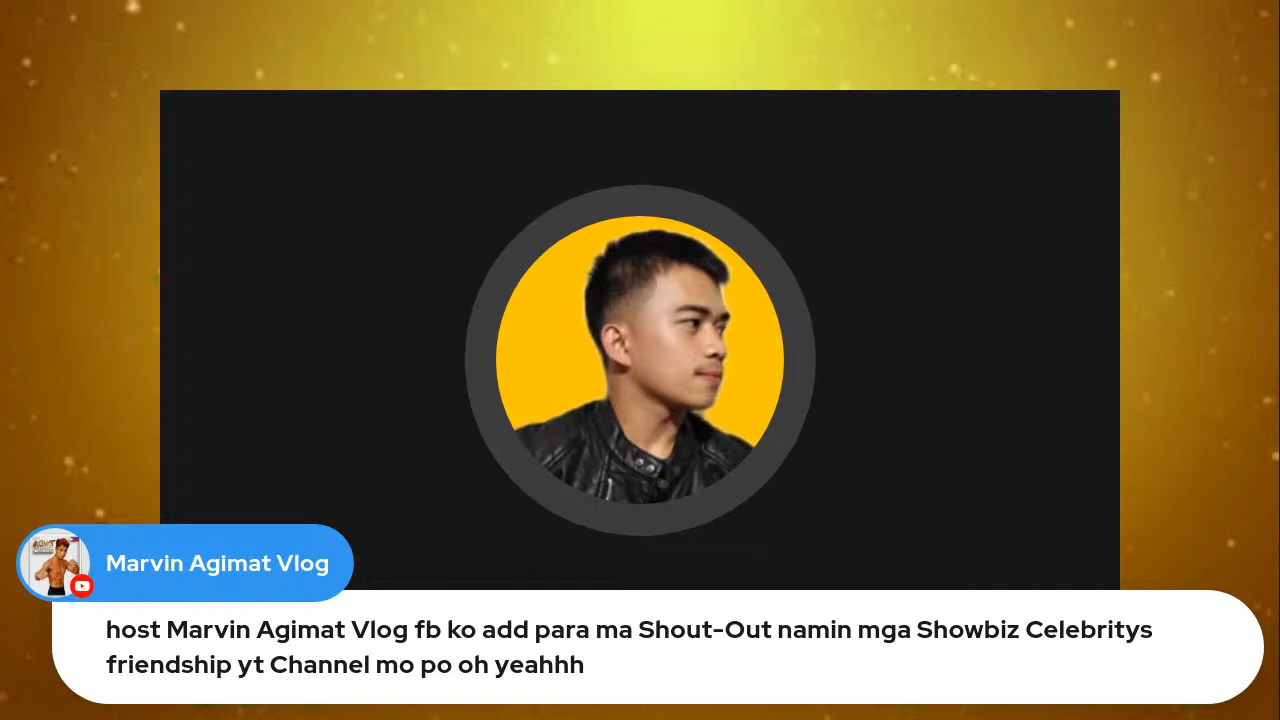 Marvin Agimat Vlog
host Marvin Agimat Vlog fb ko add para ma Shout-Out namin mga Showbiz Celebritys
friendship yt Channel mo po oh yeahhh